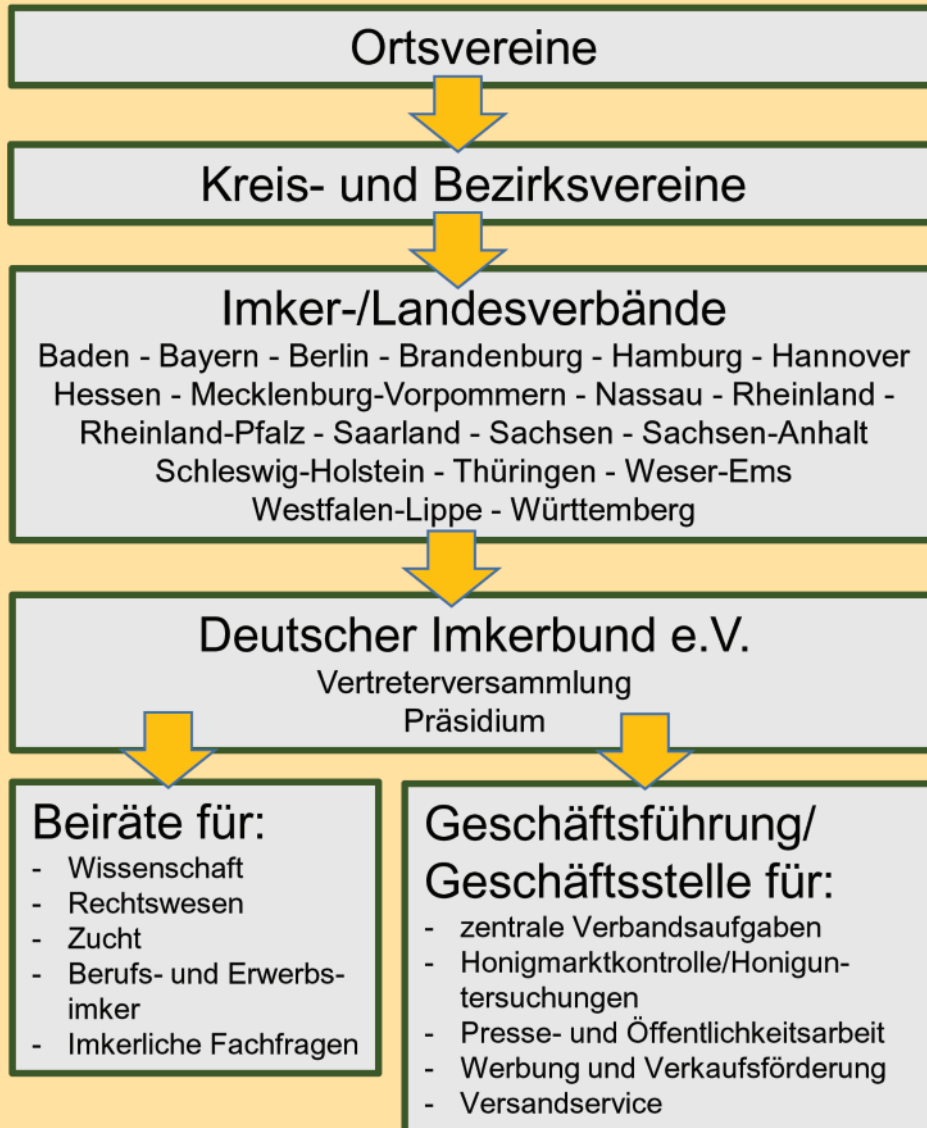 Ortsvereine
Kreis- und Bezirksvereine
Imker-/Landesverbände
Baden - Bayern - Berlin - Brandenburg - Hamburg - Hannover
Hessen - Mecklenburg-Vorpommern - Nassau - Rheinland -
Rheinland-Pfalz - Saarland - Sachsen - Sachsen-Anhalt
Schleswig-Holstein - Thüringen - Weser-Ems
Westfalen-Lippe - Württemberg
Deutscher Imkerbund e.V.
Vertreterversammlung
Präsidium
Beiräte für:
- Wissenschaft
- Rechtswesen
- Zucht
- Berufs- und Erwerbs-
imker
- Imkerliche Fachfragen
Geschäftsführung/
Geschäftsstelle für:
- zentrale Verbandsaufgaben
- Honigmarktkontrolle/Honigun-
tersuchungen
- Presse- und Öffentlichkeitsarbeit
- Werbung und Verkaufsförderung
- Versandservice